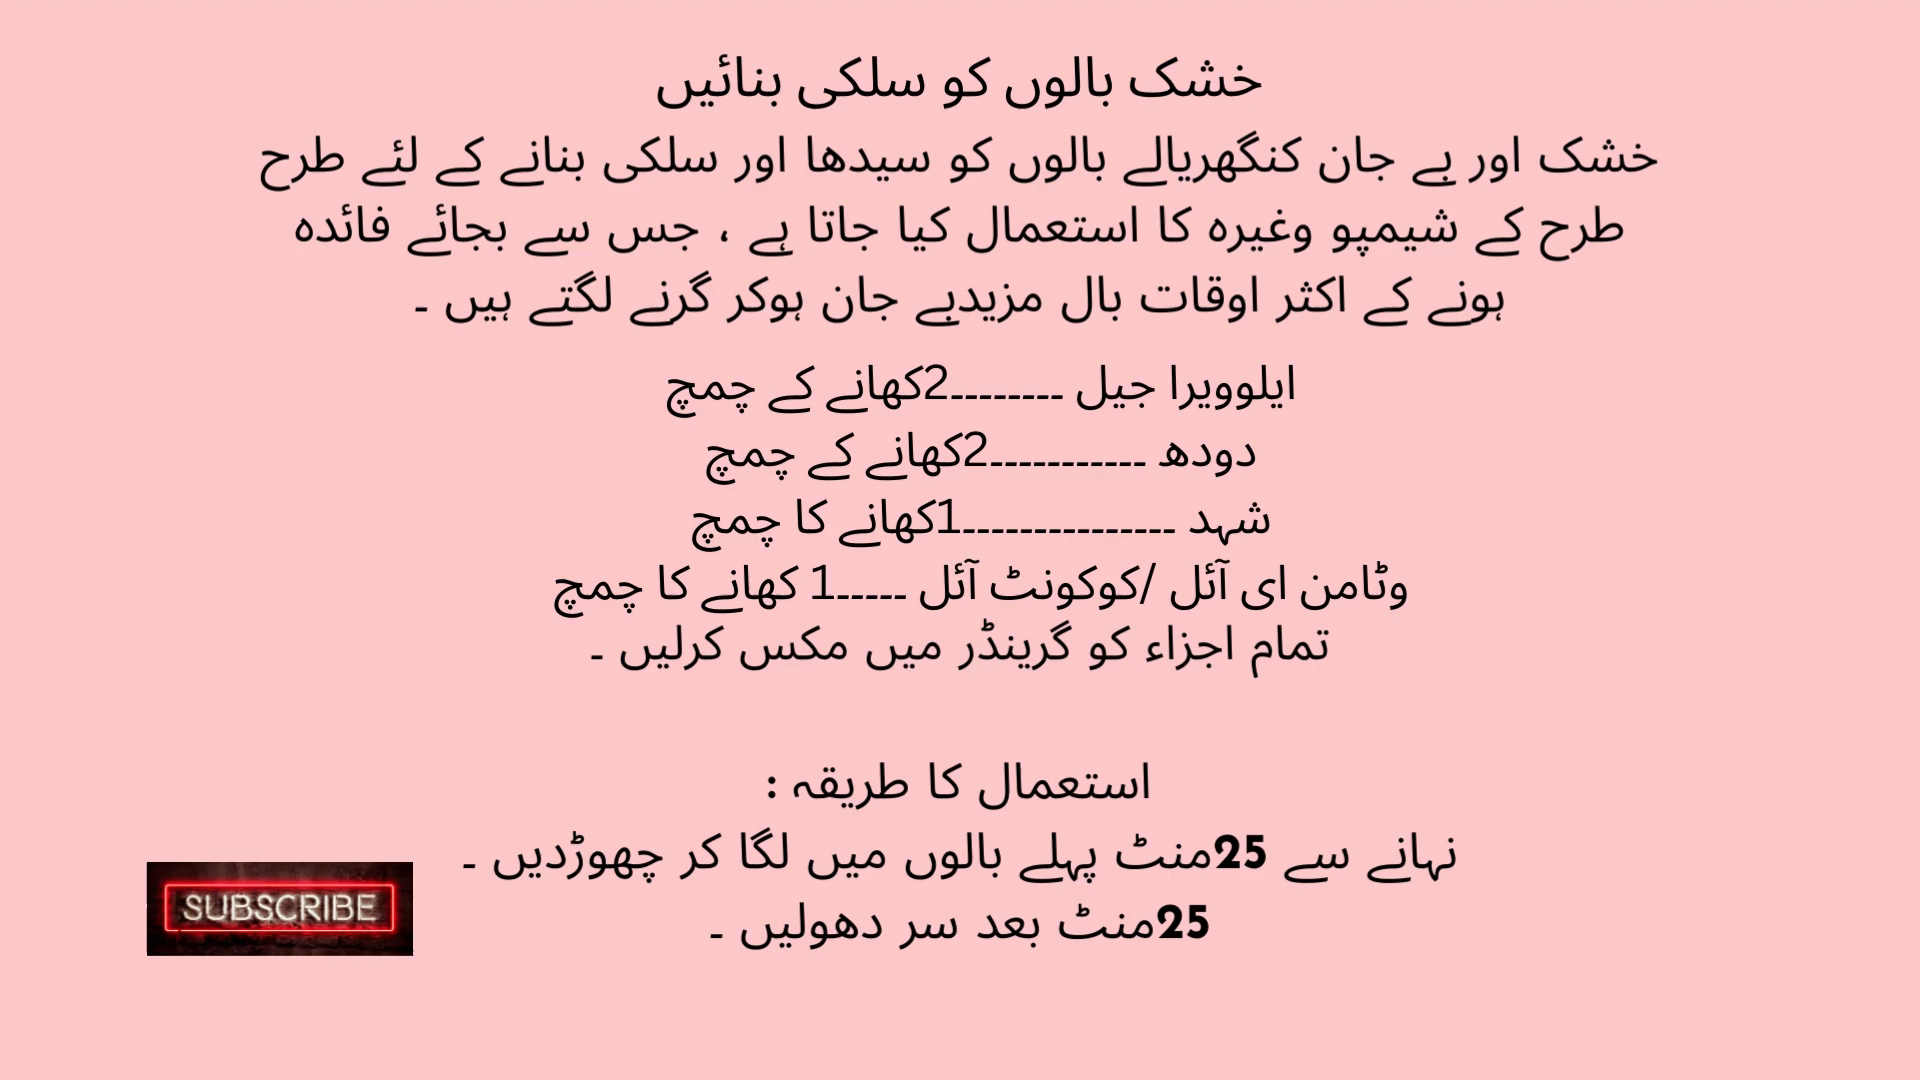 خشک بالوں کو سلکی بنائیں
خشک اور بے جان کنگھریالے بالوں کو سیدھا اور سلکی بنانے کے لئے طرح
طرح کے شیمپو وغیرہ کا استعمال کیا جاتا ہے ، جس سے بجائے فائدہ
ہونے کے اکثر اوقات بال مزیدبے جان ہوکر گرنے لگتے ہیں ۔
ایلوویرا جیل ۔۔۔۔۔۔۔۔2کھانے کے چمچ
دودھ ۔۔۔۔۔۔۔۔۔۔۔2کھانے کے چمچ
شہد ۔۔۔۔۔۔۔۔۔۔۔۔۔۔۔1کھانے کا چمچ
وٹامن ای آئل /کوکونٹ آئل ۔۔۔۔۔1 کھانے کا چمچ
تمام اجزاء کو گرینڈر میں مکس کرلیں ۔
استعمال کا طریقہ :
نہانے سے 25منٹ پہلے بالوں میں لگا کر چھوڑدیں ۔
25منٹ بعد سر دھولیں ۔
SUBSCRIBE